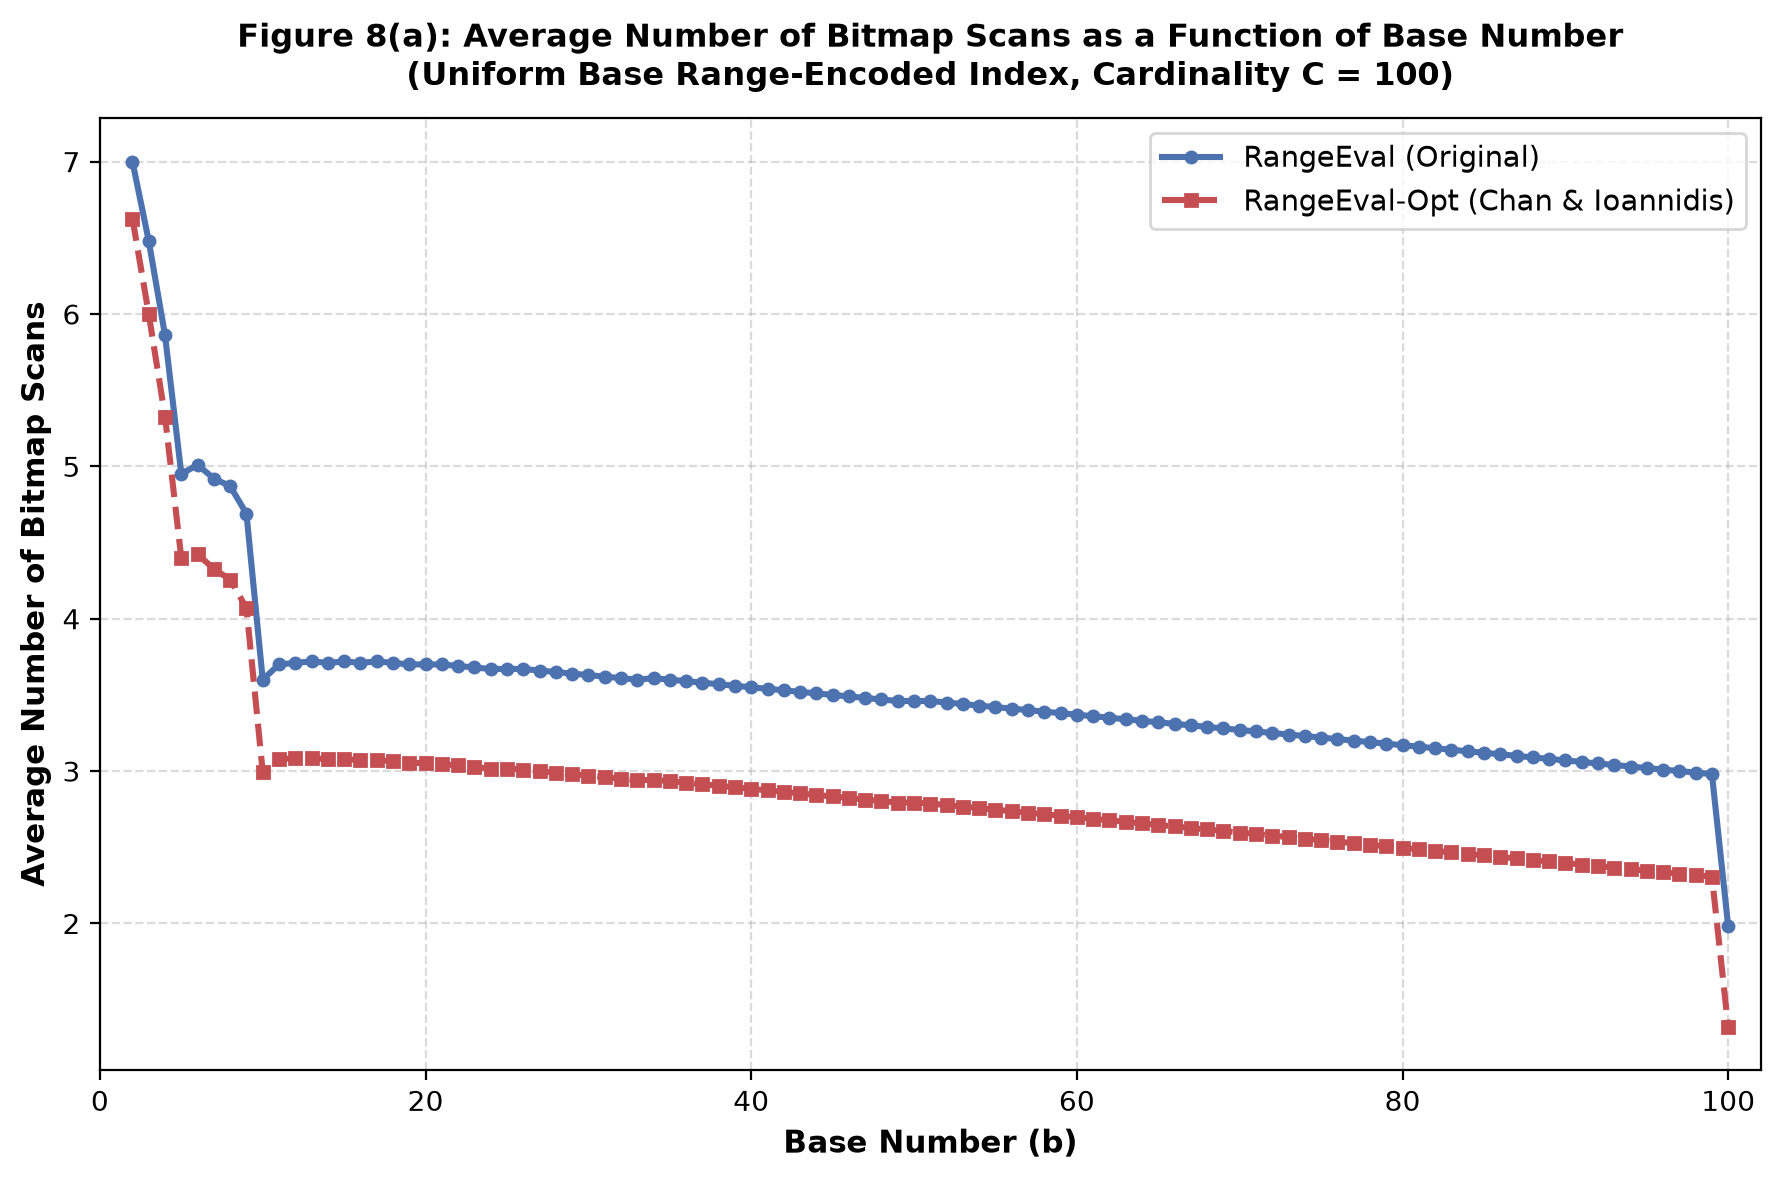 Figure 8(a): Average Number of Bitmap Scans as a Function of Base Number
(Uniform Base Range-Encoded Index, Cardinality C = 100)
RangeEval (Original)
RangeEval-Opt (Chan & Ioannidis)
Average Number of Bitmap Scans
7
6
5
4
3
2
0
20
40
60
80
100
Base Number (b)